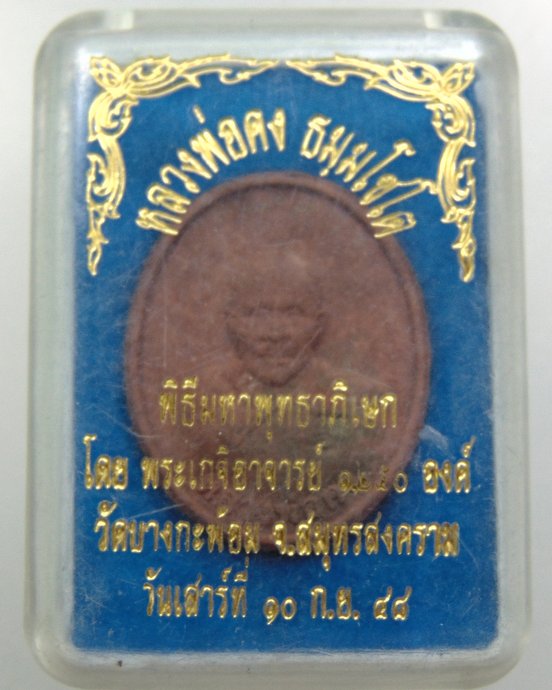 หลวงพ่อคง ธมฺมโชโต
พิธีมหาพุทธาภิเษก
โดย พระเกจิอาจารย์ ๑,๒๕๐ องค์
วัดบางกะพ้อม จ.สมุทรสงคราม
วันเสาร์ที่ ๑๐ ก.ย. ๔๘